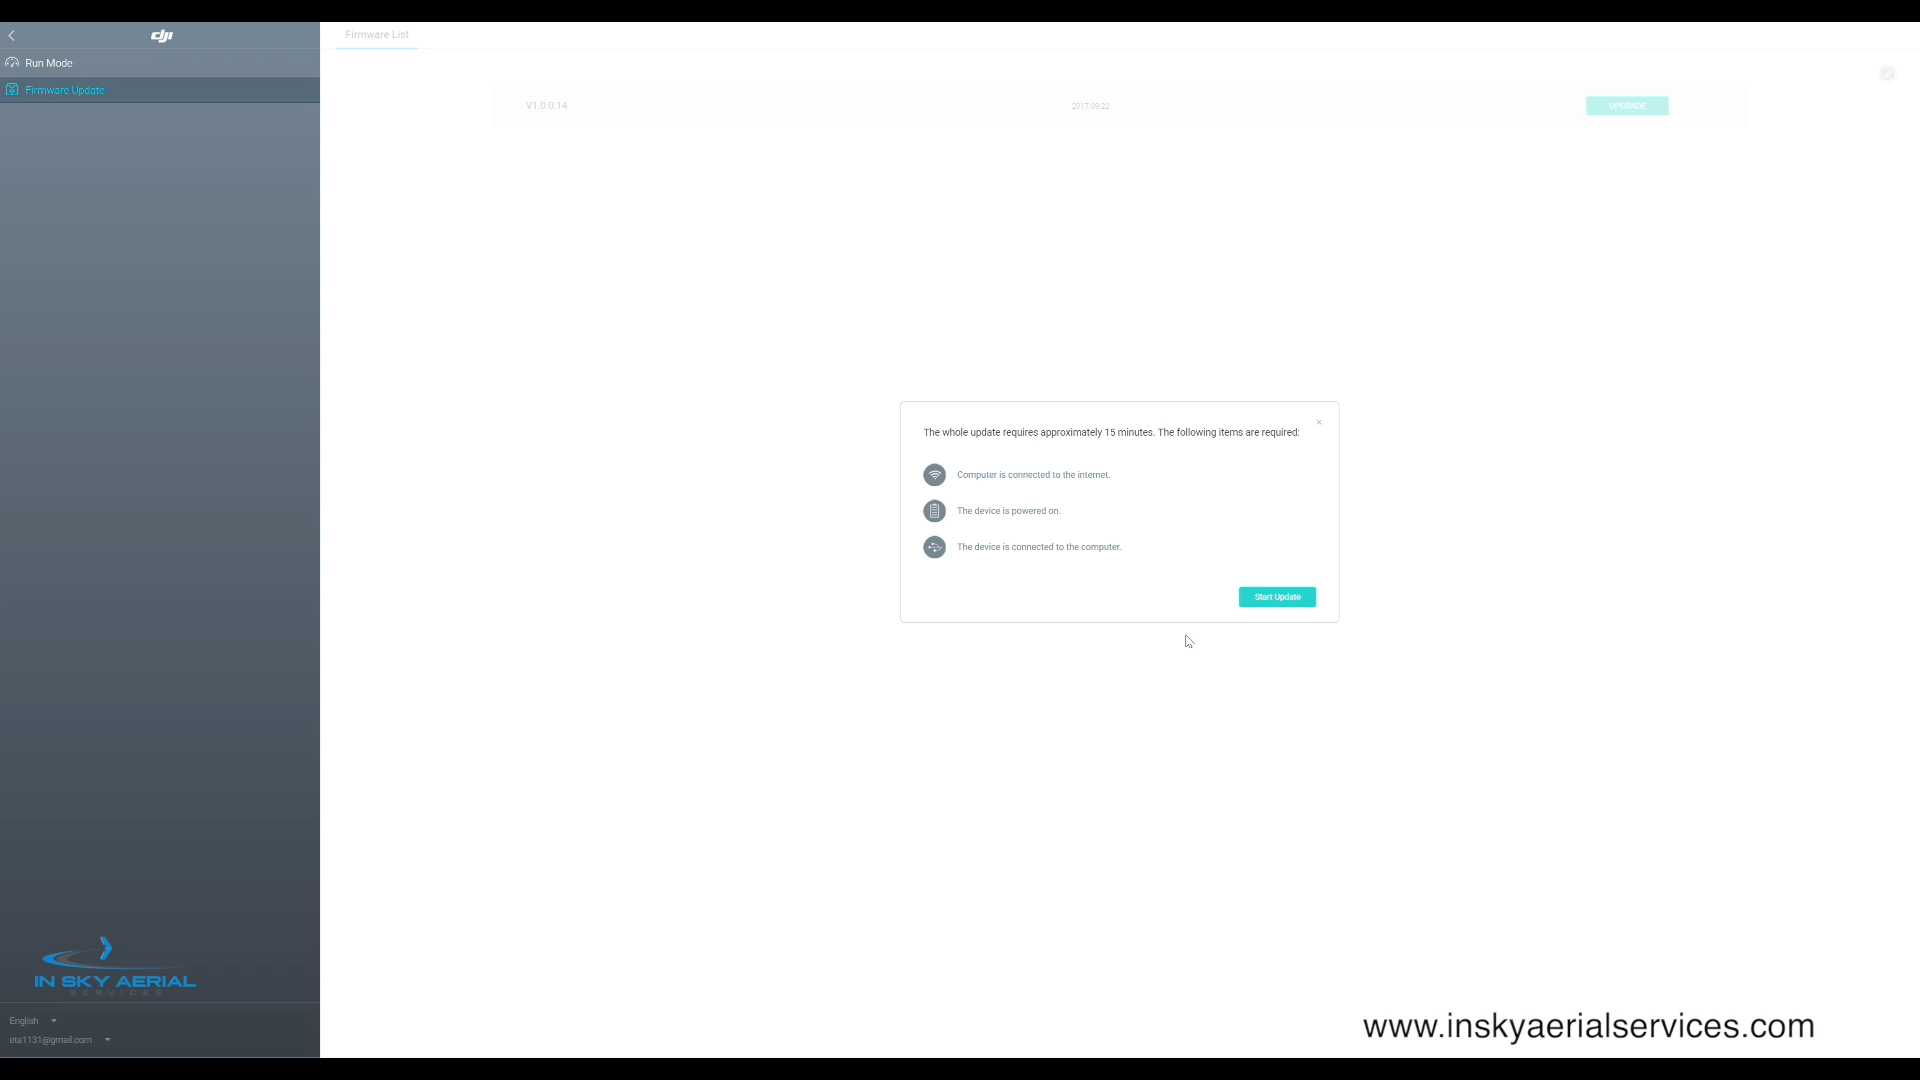 dji
Firmware List
Run Mode
Firmware Update
V1.0.0.14
2017.09.22
UPGRADE
The whole update requires approximately 15 minutes. The following items are required:
Computer is connected to the internet.
The device is powered on.
The device is connected to the computer.
Start Update
IN SKY AERIAL
SERVICES
English
eta1131@gmail.com
www.inskyaerialservices.com